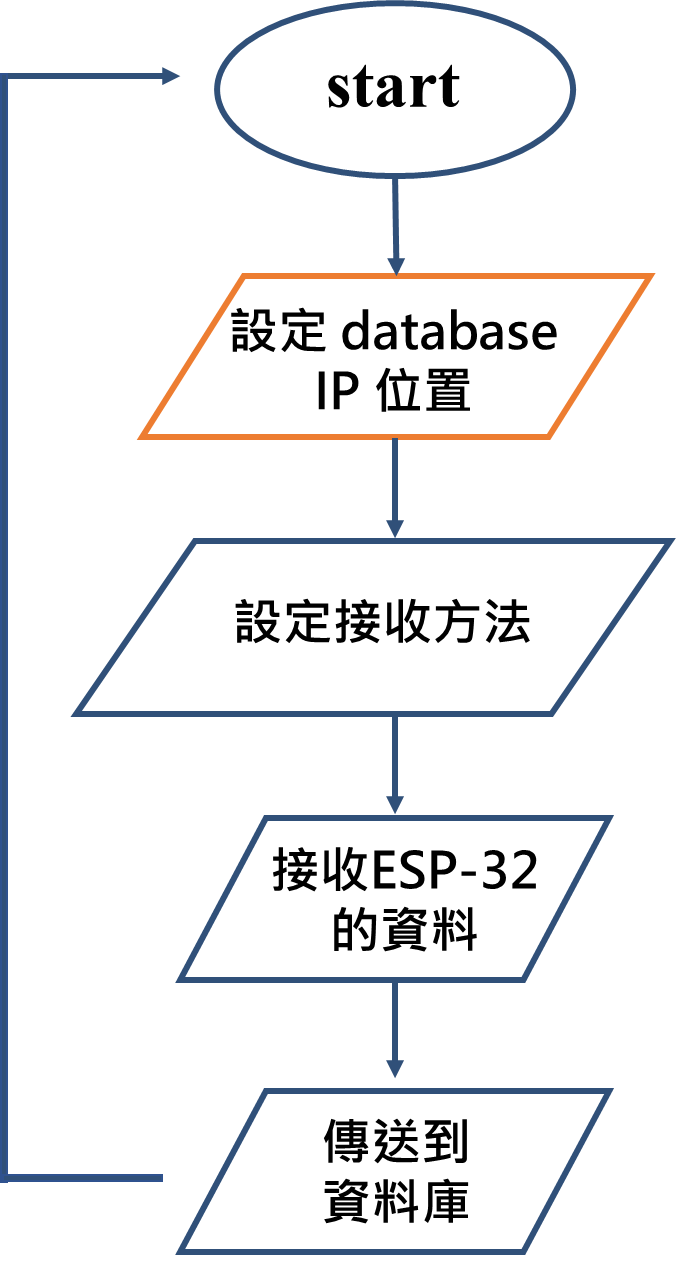 start
設定 database
IP 位置
設定接收方法
接收ESP-32
的資料
傳送到
資料庫